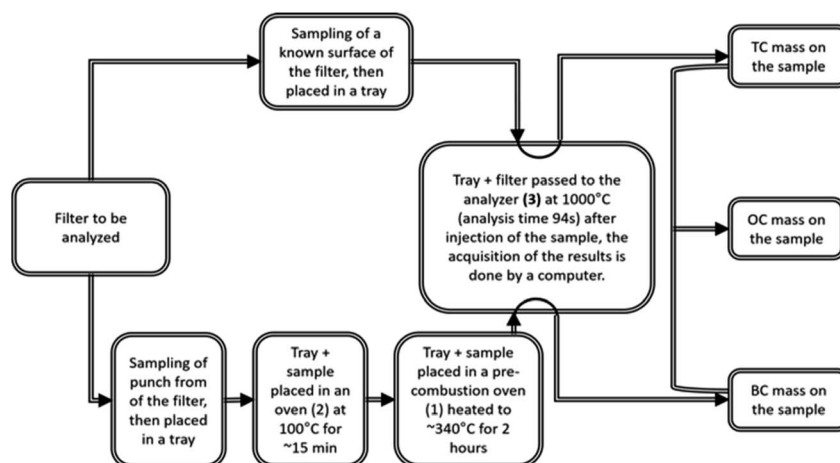 Sampling of a
known surface of
the filter, then
placed in a tray
TC mass on
the sample
Filter to be
analyzed
Tray + filter passed to the
analyzer (3) at 1000°C
(analysis time 94s) after
injection of the sample, the
acquisition of the results is
done by a computer.
OC mass on
the sample
Sampling of
punch from
of the filter,
then placed
in a tray
Tray +
sample
placed in an
oven (2) at
100°C for
~15 min
Tray + sample
placed in a pre-
combustion oven
(1) heated to
~340°C for 2
hours
BC mass on
the sample